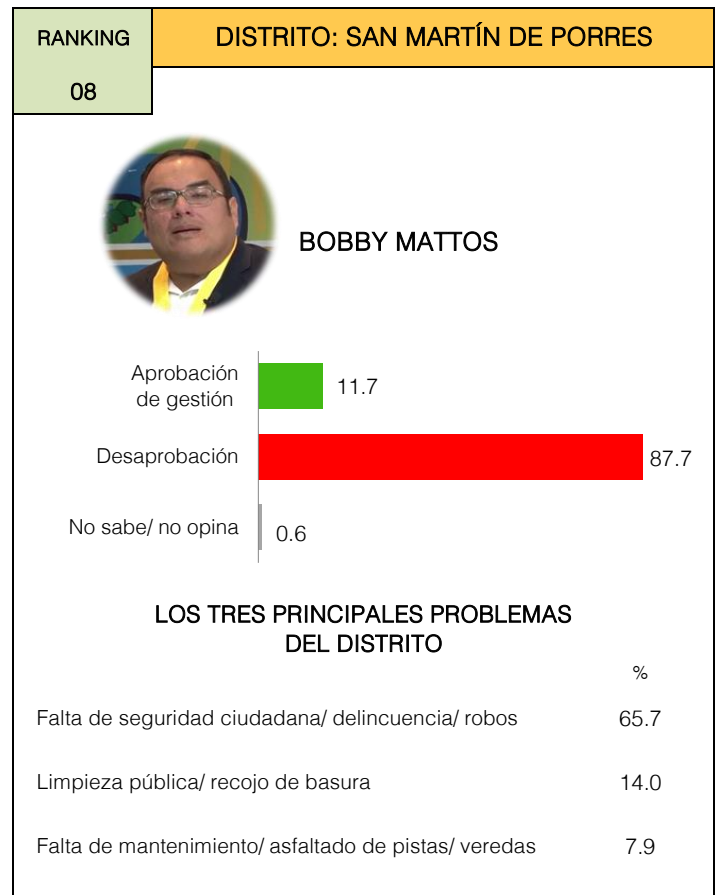 RANKING
08
DISTRITO: SAN MARTÍN DE PORRES
BOBBY MATTOS
Aprobación
de gestión
11.7
Desaprobación
87.7
No sabe/ no opina
0.6
LOS TRES PRINCIPALES PROBLEMAS
DEL DISTRITO
%
Falta de seguridad ciudadana/ delincuencia/ robos 65.7
Limpieza pública/ recojo de basura 14.0
Falta de mantenimiento/ asfaltado de pistas/ veredas 7.9